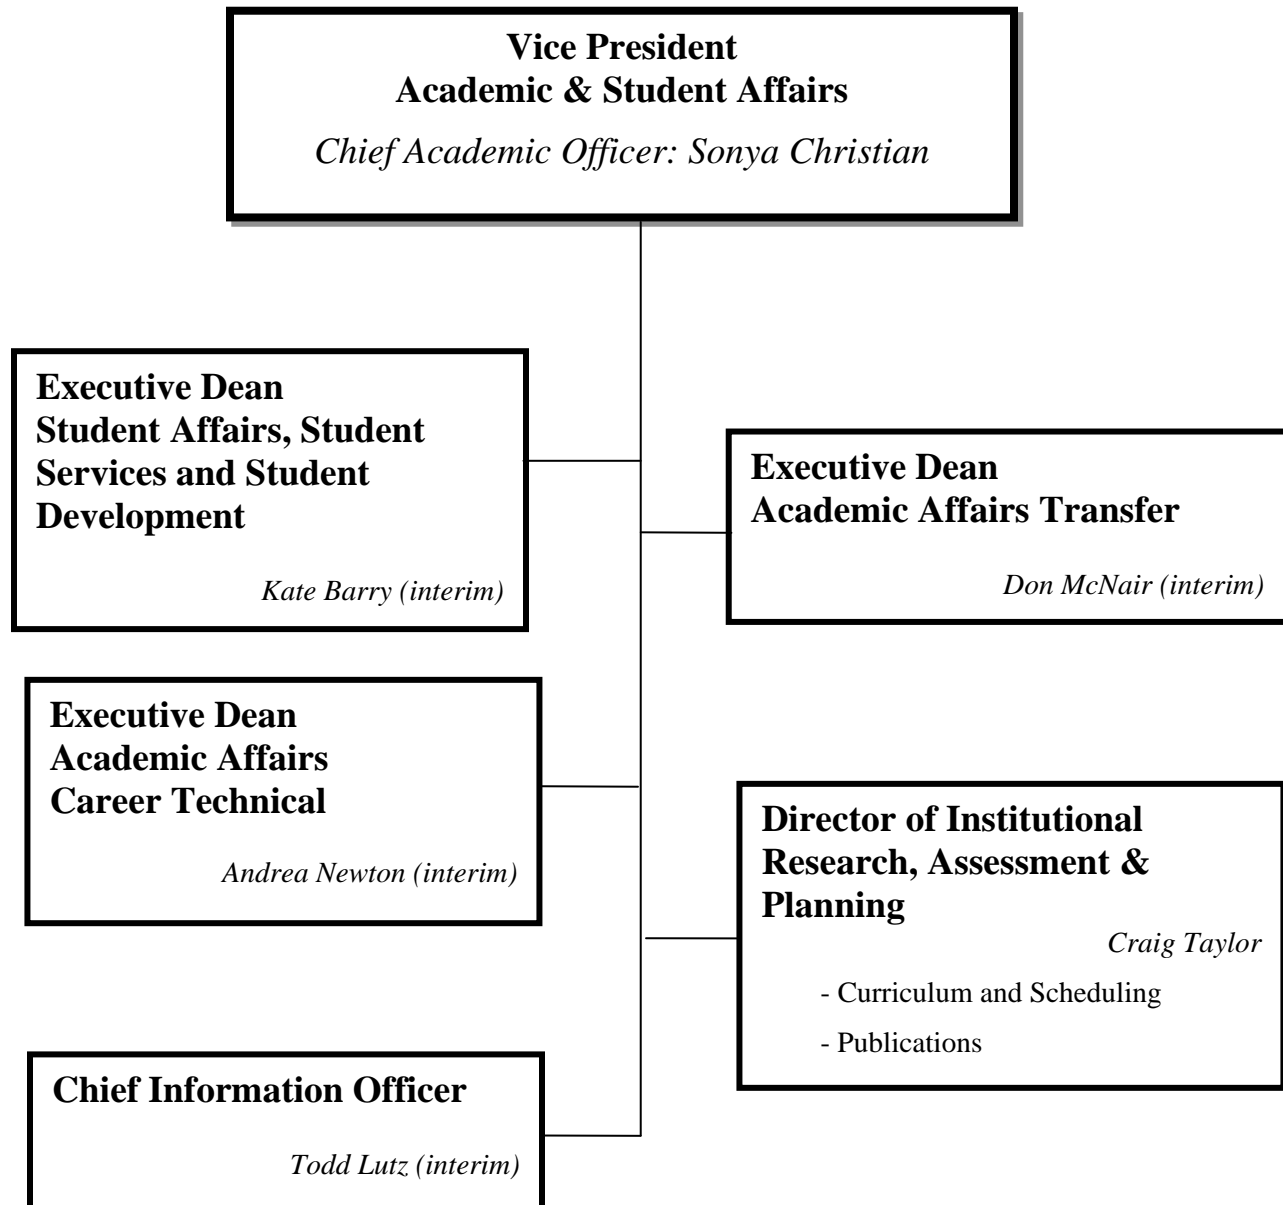 Vice President
Academic & Student Affairs
Chief Academic Officer: Sonya Christian
Executive Dean
Student Affairs, Student
Services and Student
Development
Kate Barry (interim)
Executive Dean
Academic Affairs Transfer
Don McNair (interim)
Executive Dean
Academic Affairs
Career Technical
Andrea Newton (interim)
Director of Institutional
Research, Assessment &
Planning
Craig Taylor
- Curriculum and Scheduling
- Publications
Chief Information Officer
Todd Lutz (interim)